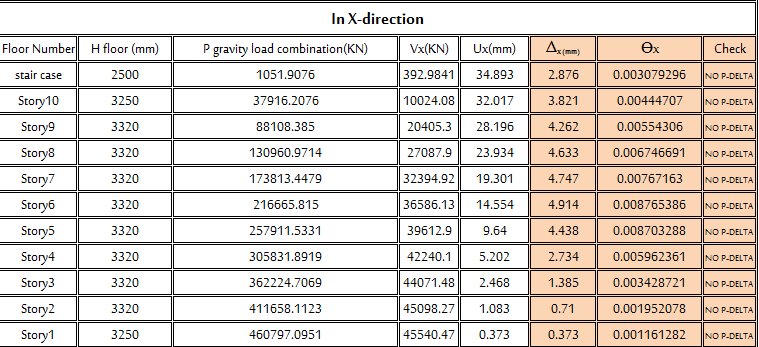 In X-direction
Floor Number H floor (mm) P gravity load combination(KN) Vx(KN) Ux(mm) Δx(mm) ϴx Check
stair case 2500 1051.9076 392.9841 34.893 2.876 0.003079296 NO P-DELTA
Story10 3250 37916.2076 10024.08 32.017 3.821 0.00444707 NO P-DELTA
Story9 3320 88108.385 20405.3 28.196 4.262 0.00554306 NO P-DELTA
Story8 3320 130960.9714 27087.9 23.934 4.633 0.006746691 NO P-DELTA
Story7 3320 173813.4479 32394.92 19.301 4.747 0.00767163 NO P-DELTA
Story6 3320 216665.815 36586.13 14.554 4.914 0.008765386 NO P-DELTA
Story5 3320 257911.5331 39612.9 9.64 4.438 0.008703288 NO P-DELTA
Story4 3320 305831.8919 42240.1 5.202 2.734 0.005962361 NO P-DELTA
Story3 3320 362224.7069 44071.48 2.468 1.385 0.003428721 NO P-DELTA
Story2 3320 411658.1123 45098.27 1.083 0.71 0.001952078 NO P-DELTA
Story1 3250 460797.0951 45540.47 0.373 0.373 0.001161282 NO P-DELTA